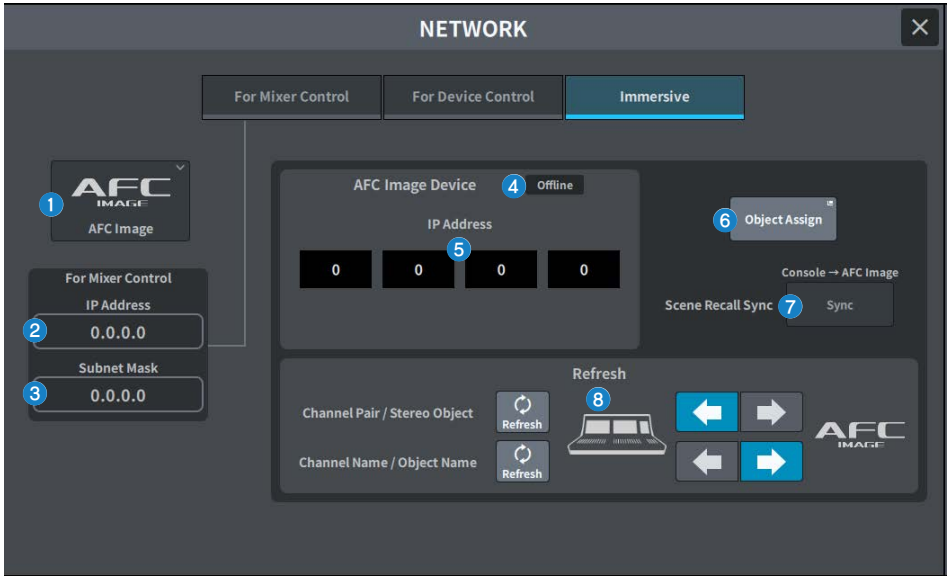 NETWORK
For Mixer Control
For Device Control
Immersive
AFC
IMAGE
1
AFC Image
AFC Image Device
4
Offline
IP Address
5
0
0
0
0
6
Object Assign
Console → AFC Image
Scene Recall Sync
7
Sync
For Mixer Control
IP Address
2
0.0.0.0
Subnet Mask
3
0.0.0.0
Refresh
8
Channel Pair / Stereo Object
Refresh
Channel Name / Object Name
Refresh
AFC
IMAGE